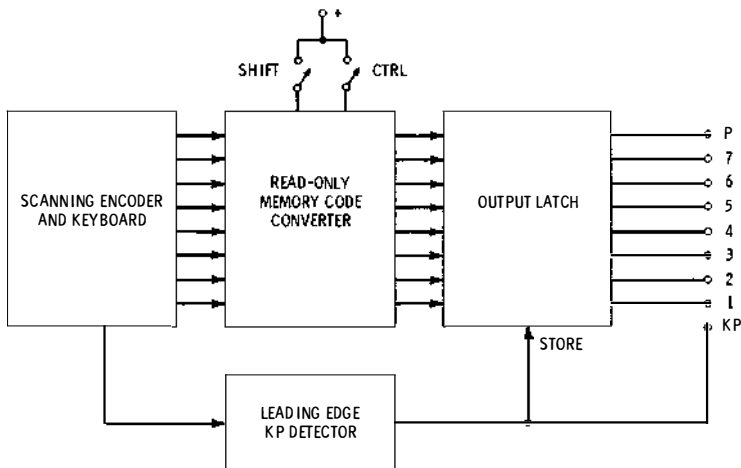 +
SHIFT
CTRL
SCANNING ENCODER
AND KEYBOARD
READ-ONLY
MEMORY CODE
CONVERTER
OUTPUT LATCH
P
7
6
5
4
3
2
1
KP
STORE
LEADING EDGE
KP DETECTOR